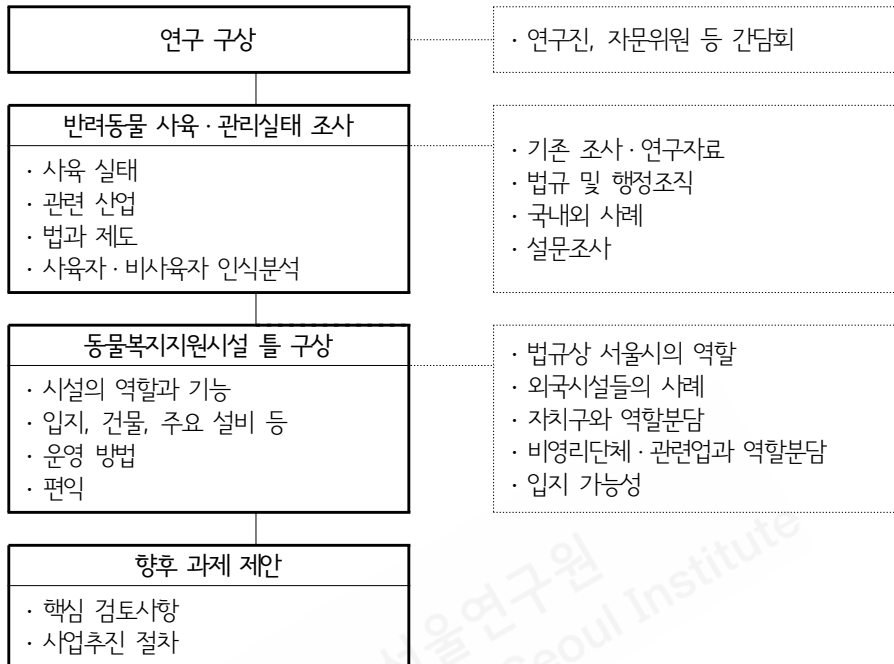 연구 구상
· 연구진, 자문위원 등 간담회
반려동물 사육·관리실태 조사
· 사육 실태
· 관련 산업
· 법과 제도
· 사육자·비사육자 인식분석
· 기존 조사·연구자료
· 법규 및 행정조직
· 국내외 사례
· 설문조사
동물복지지원시설 틀 구상
· 시설의 역할과 기능
· 입지, 건물, 주요 설비 등
· 운영 방법
· 편익
· 법규상 서울시의 역할
· 외국시설들의 사례
· 자치구와 역할분담
· 비영리단체·관련업과 역할분담
· 입지 가능성
향후 과제 제안
· 핵심 검토사항
· 사업추진 절차
서울연구원
Seoul Institute